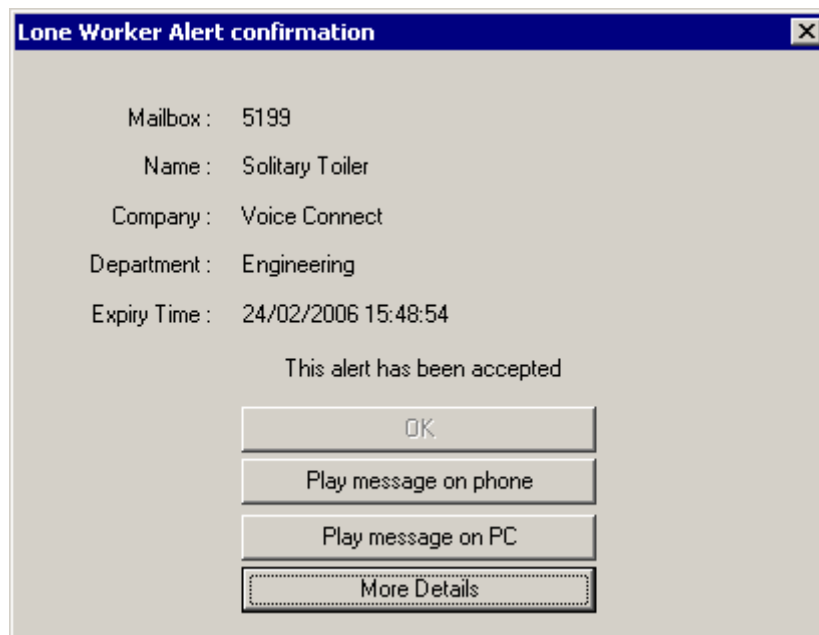 Lone Worker Alert confirmation
Mailbox : 5199
Name : Solitary Toiler
Company : Voice Connect
Department : Engineering
Expiry Time : 24/02/2006 15:48:54
This alert has been accepted
OK
Play message on phone
Play message on PC
More Details